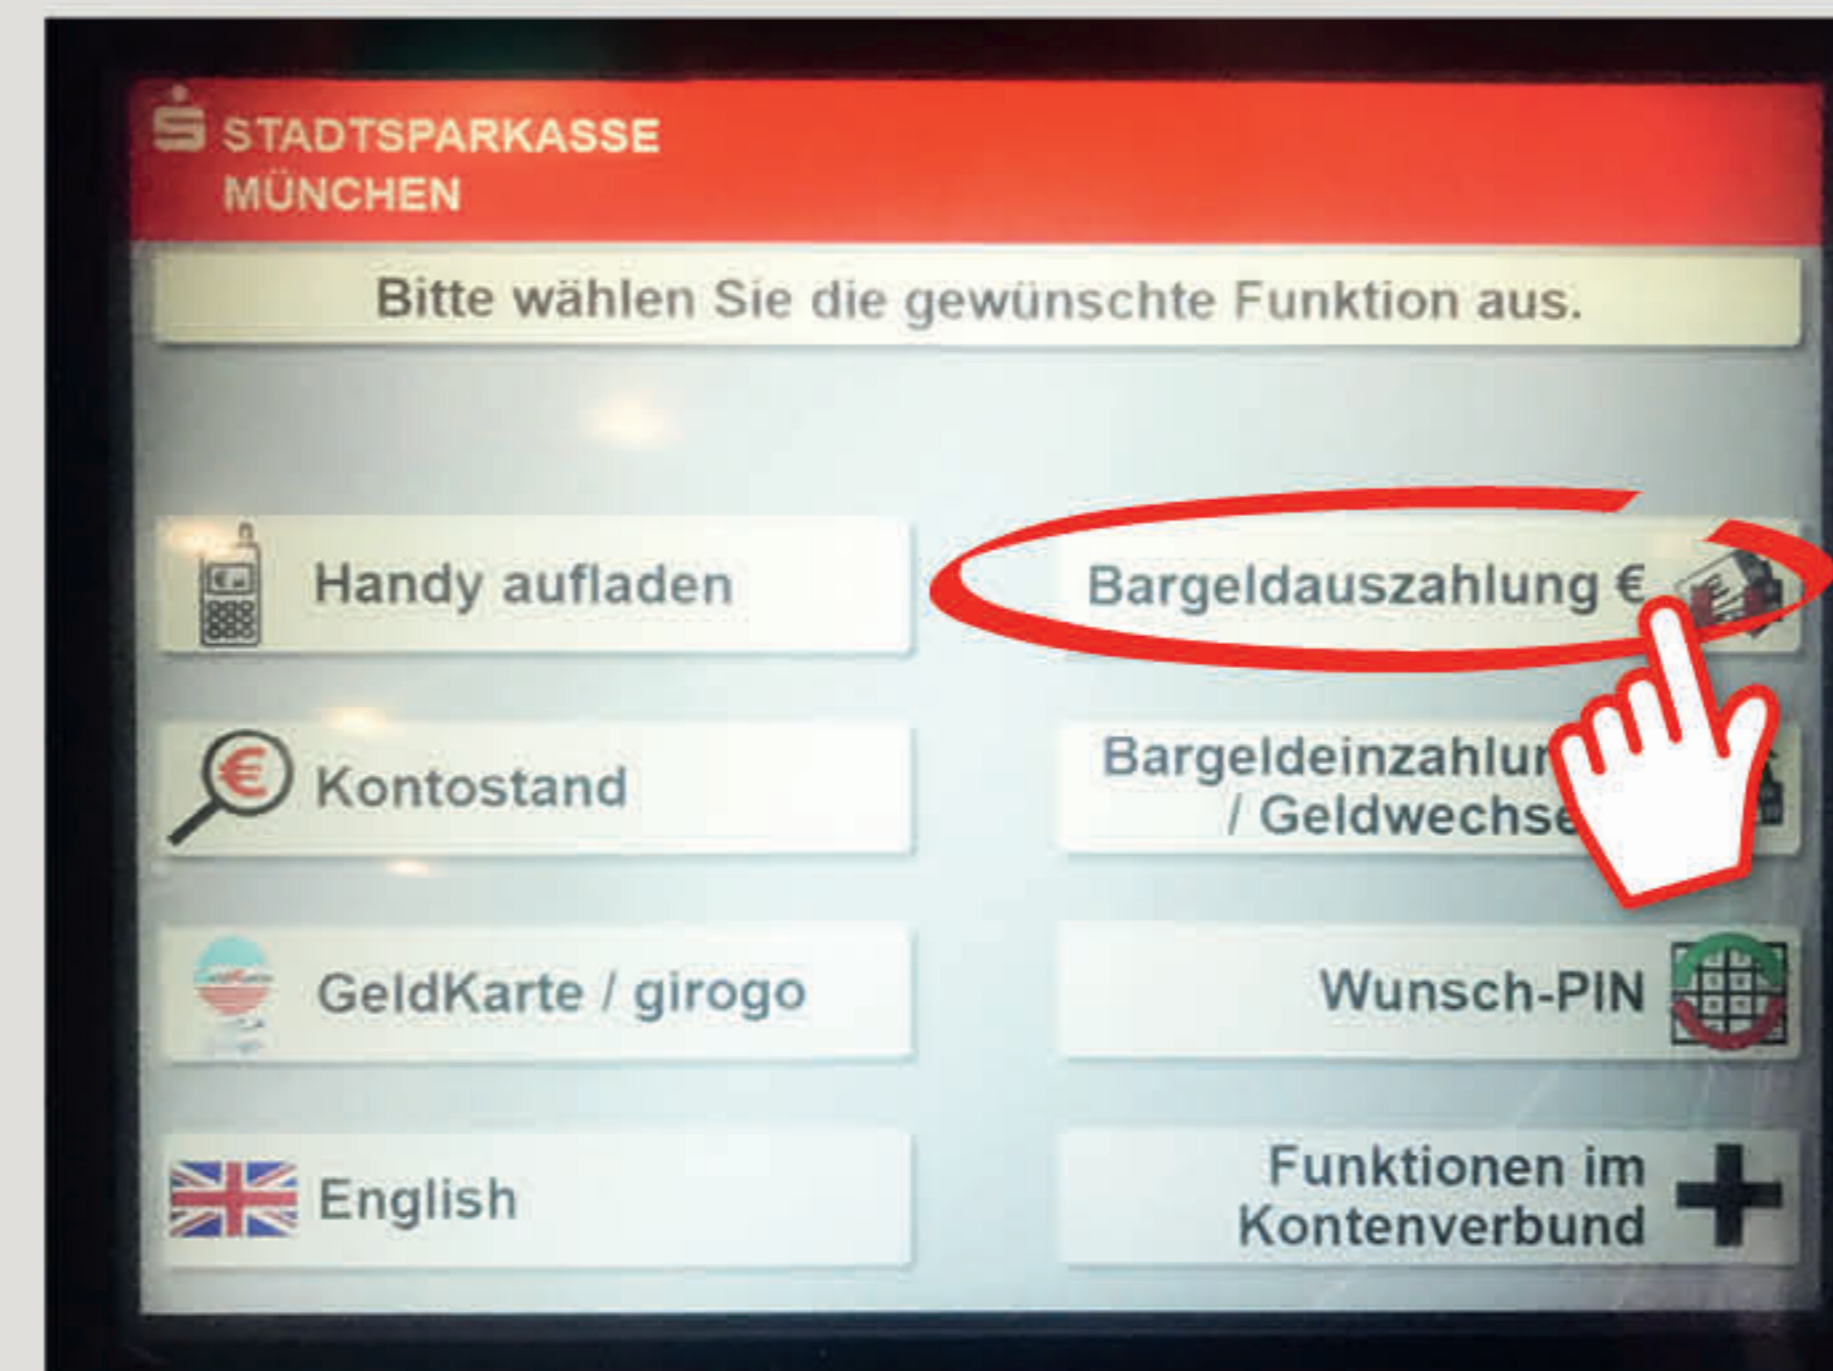 STADTSPARKASSE
MÜNCHEN
Bitte wählen Sie die gewünschte Funktion aus.
Handy aufladen
Bargeldauszahlung €
Kontostand
/
GeldKarte / girogo
Wunsch-PIN
English
Funktionen im
Kontenverbund